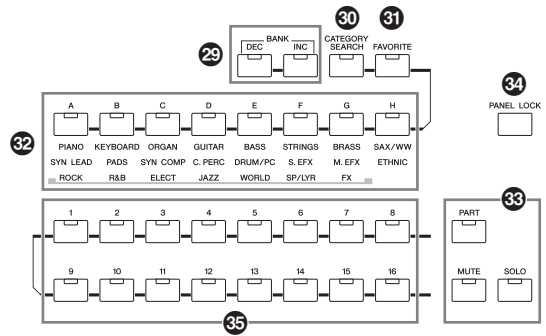 30 31
BANK CATEGORY
29 DEC INC SEARCH FAVORITE
34
PANEL LOCK
A B C D E F G H
32 PIANO KEYBOARD ORGAN GUITAR BASS STRINGS BRASS SAX/WW
SYN LEAD PADS SYN COMP C. PERC DRUM/PC S. EFX M. EFX ETHNIC
ROCK R&B ELECT JAZZ WORLD SP/LYR FX
33
1 2 3 4 5 6 7 8 PART
9 10 11 12 13 14 15 16 MUTE SOLO
35